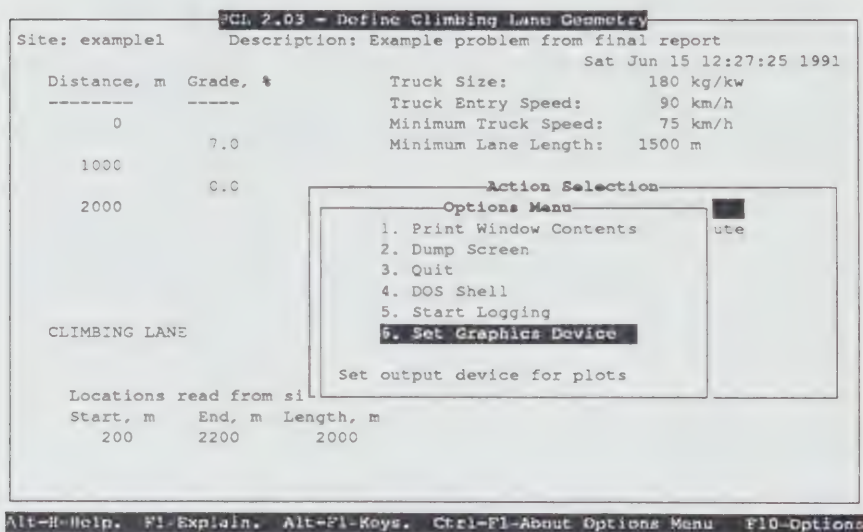 PCL 2.03 - Define Climbing Lane Geometry
Site: example1 Description: Example problem from final report
Sat Jun 15 12:27:25 1991
Distance, m Grade, % Truck Size: 180 kg/kw
-------- ----- Truck Entry Speed: 90 km/h
0 Minimum Truck Speed: 75 km/h
7.0 Minimum Lane Length: 1500 m
1000
0.0 Action Selection
2000 Options Menu
1. Print Window Contents ute
2. Dump Screen
3. Quit
4. DOS Shell
5. Start Logging
CLIMBING LANE 6. Set Graphics Device
Set output device for plots
Locations read from si
Start, m End, m Length, m
200 2200 2000
Alt-H-Help. F1-Explain. Alt-F1-Keys. Ctrl-F1-About Options Menu F10-Option